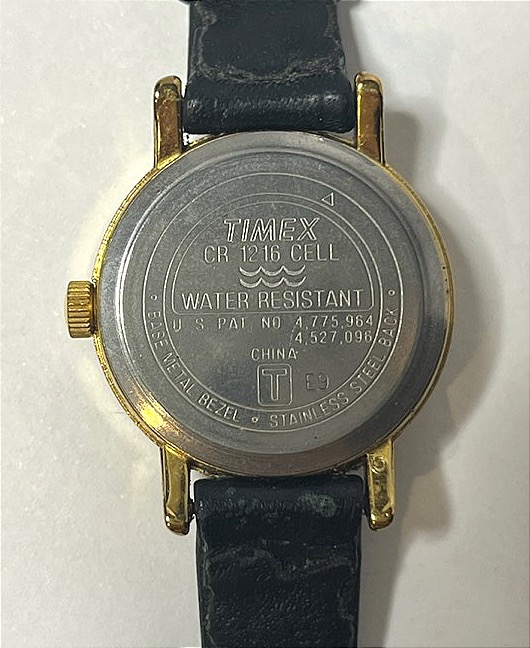 TIMEX
CR 1216 CELL
WATER RESISTANT
U S PAT NO 4,775,964
4,527,096
CHINA
T E9
BASE METAL BEZEL • STAINLESS STEEL BACK